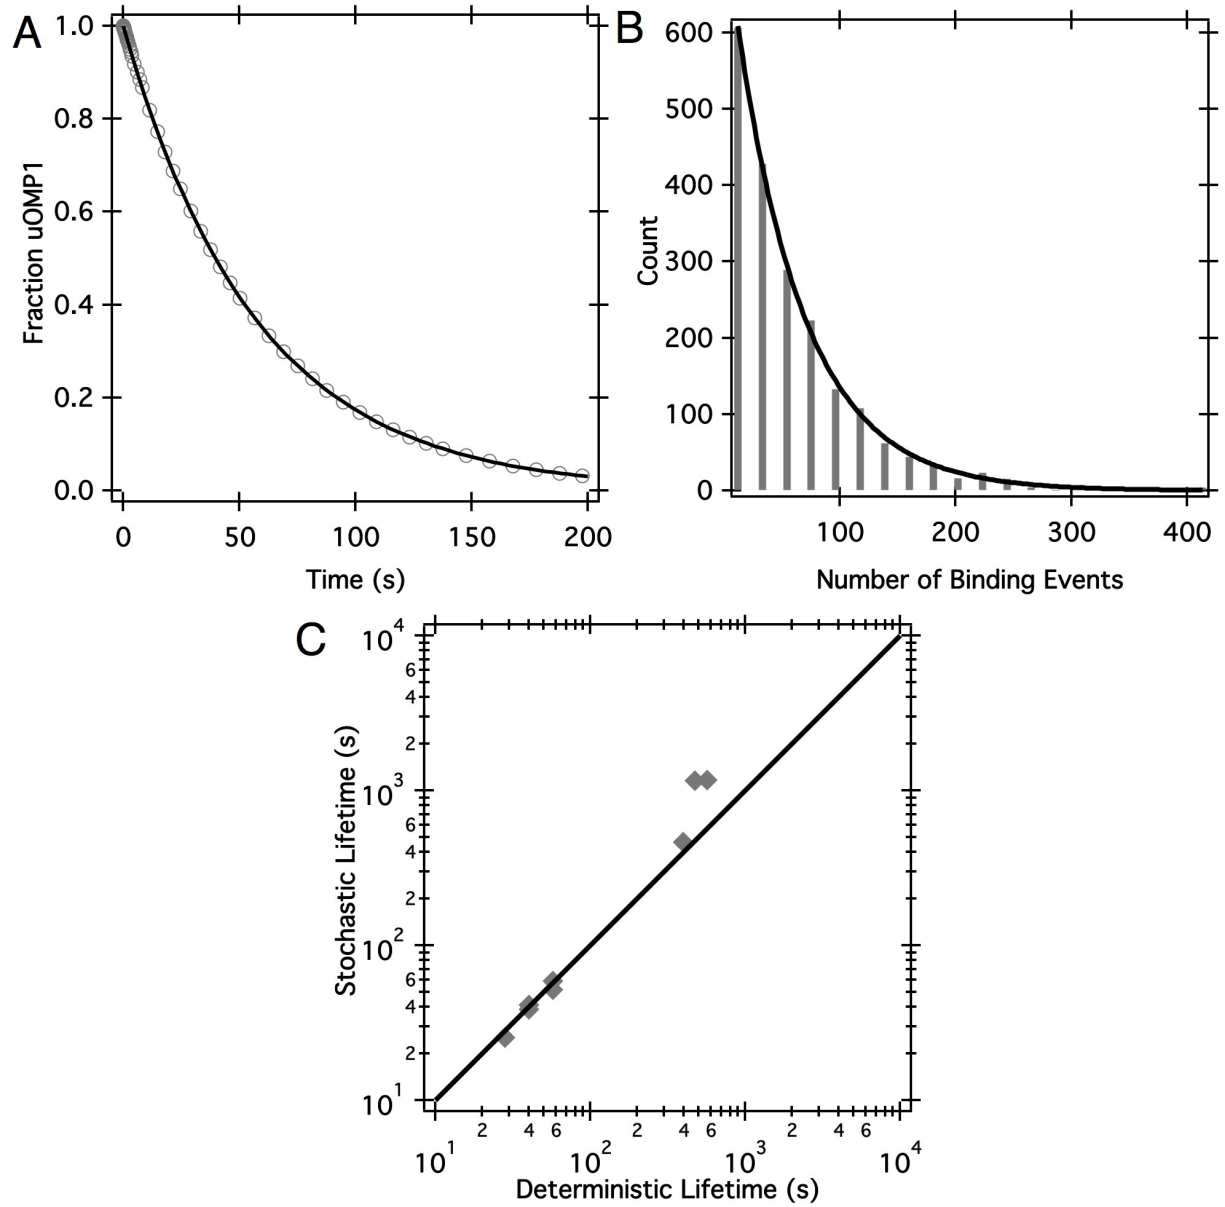 A
1.0
0.8
0.6
0.4
0.2
0.0
Fraction uOMP1
0 50 100 150 200
Time (s)
B
600
500
400
300
200
100
0
Count
100 200 300 400
Number of Binding Events
C
10^4
6
4
2
10^3
6
4
2
10^2
6
4
2
10^1
Stochastic Lifetime (s)
2 4 6 2 4 6 2 4 6
10^1 10^2 10^3 10^4
Deterministic Lifetime (s)